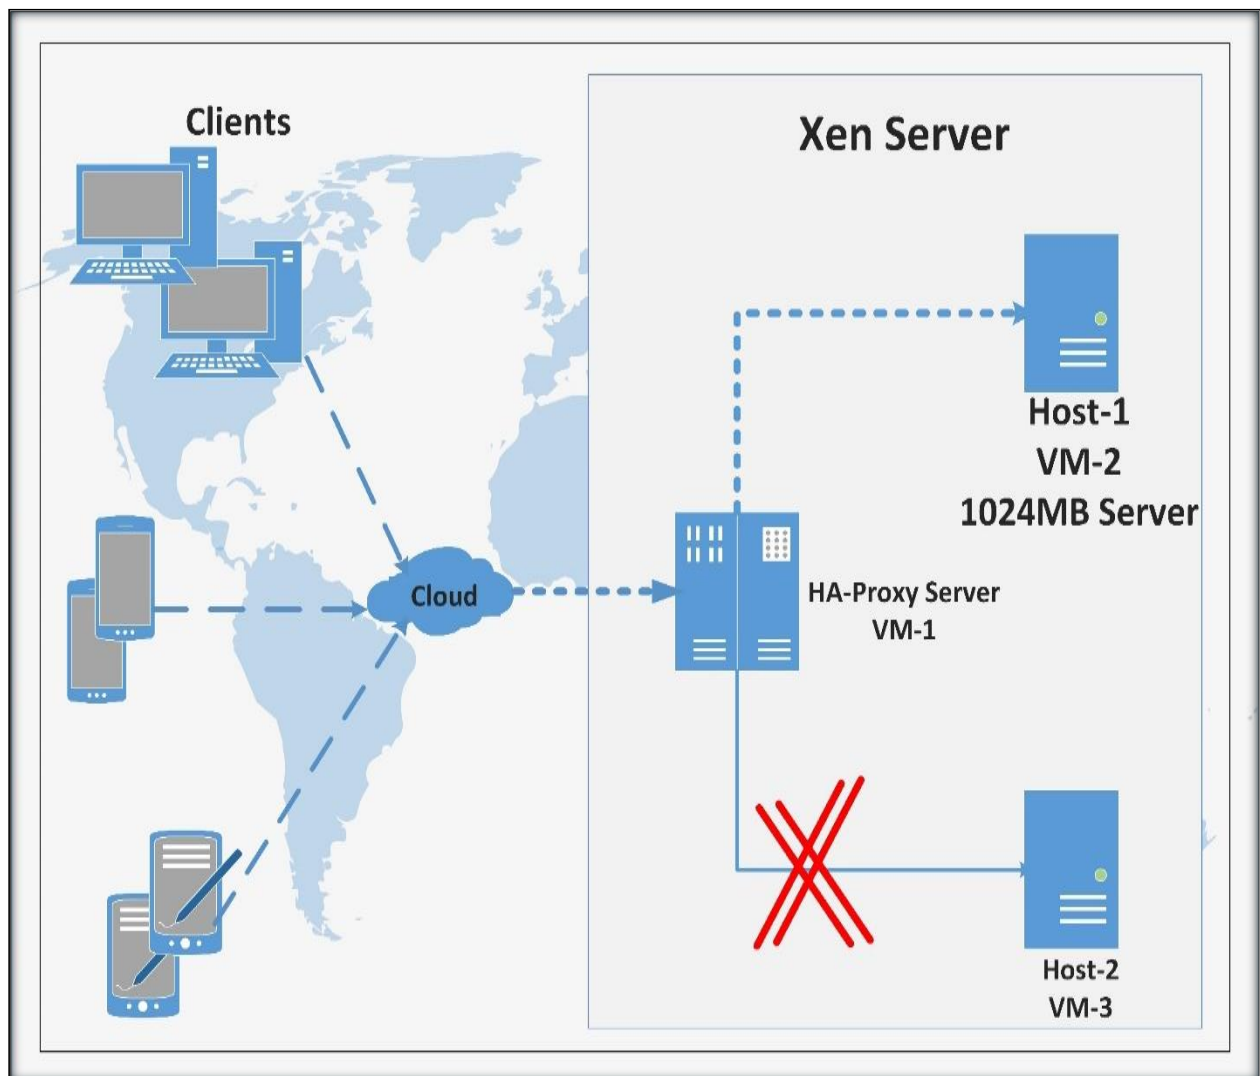 Clients
Xen Server
Host-1
VM-2
1024MB Server
Cloud
HA-Proxy Server
VM-1
Host-2
VM-3